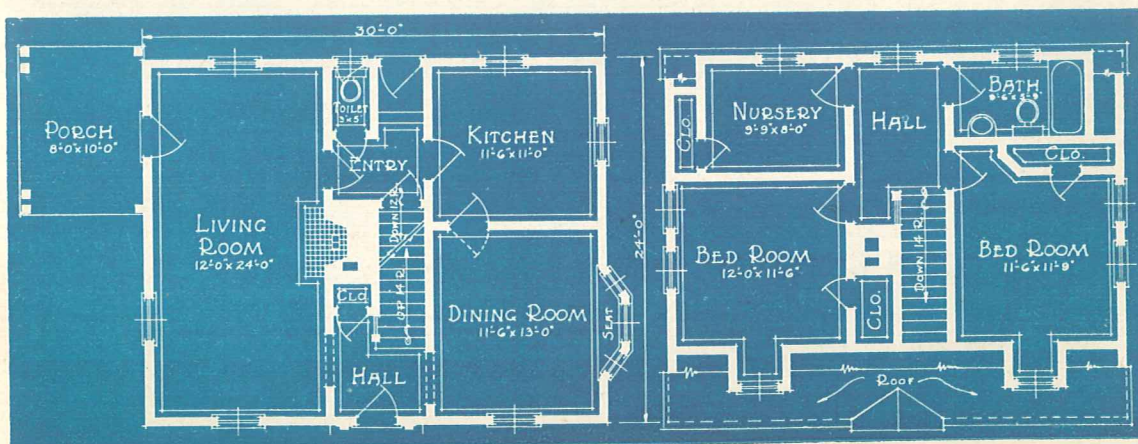 30'-0"
PORCH
8'-0"x10'-0"
TOILET
3'x5'
KITCHEN
11'-6"x11'-0"
ENTRY
LIVING
ROOM
12'-0"x24'-0"
DOWN 12 R.
UP 14 R.
CLO.
DINING ROOM
11'-6"x13'-0"
SEAT
HALL
24'-0"
NURSERY
9'-9"x8'-0"
CLO.
HALL
BATH
CLO.
BED ROOM
12'-0"x11'-6"
DOWN 14 R.
CLO.
BED ROOM
11'-6"x11'-9"
ROOF